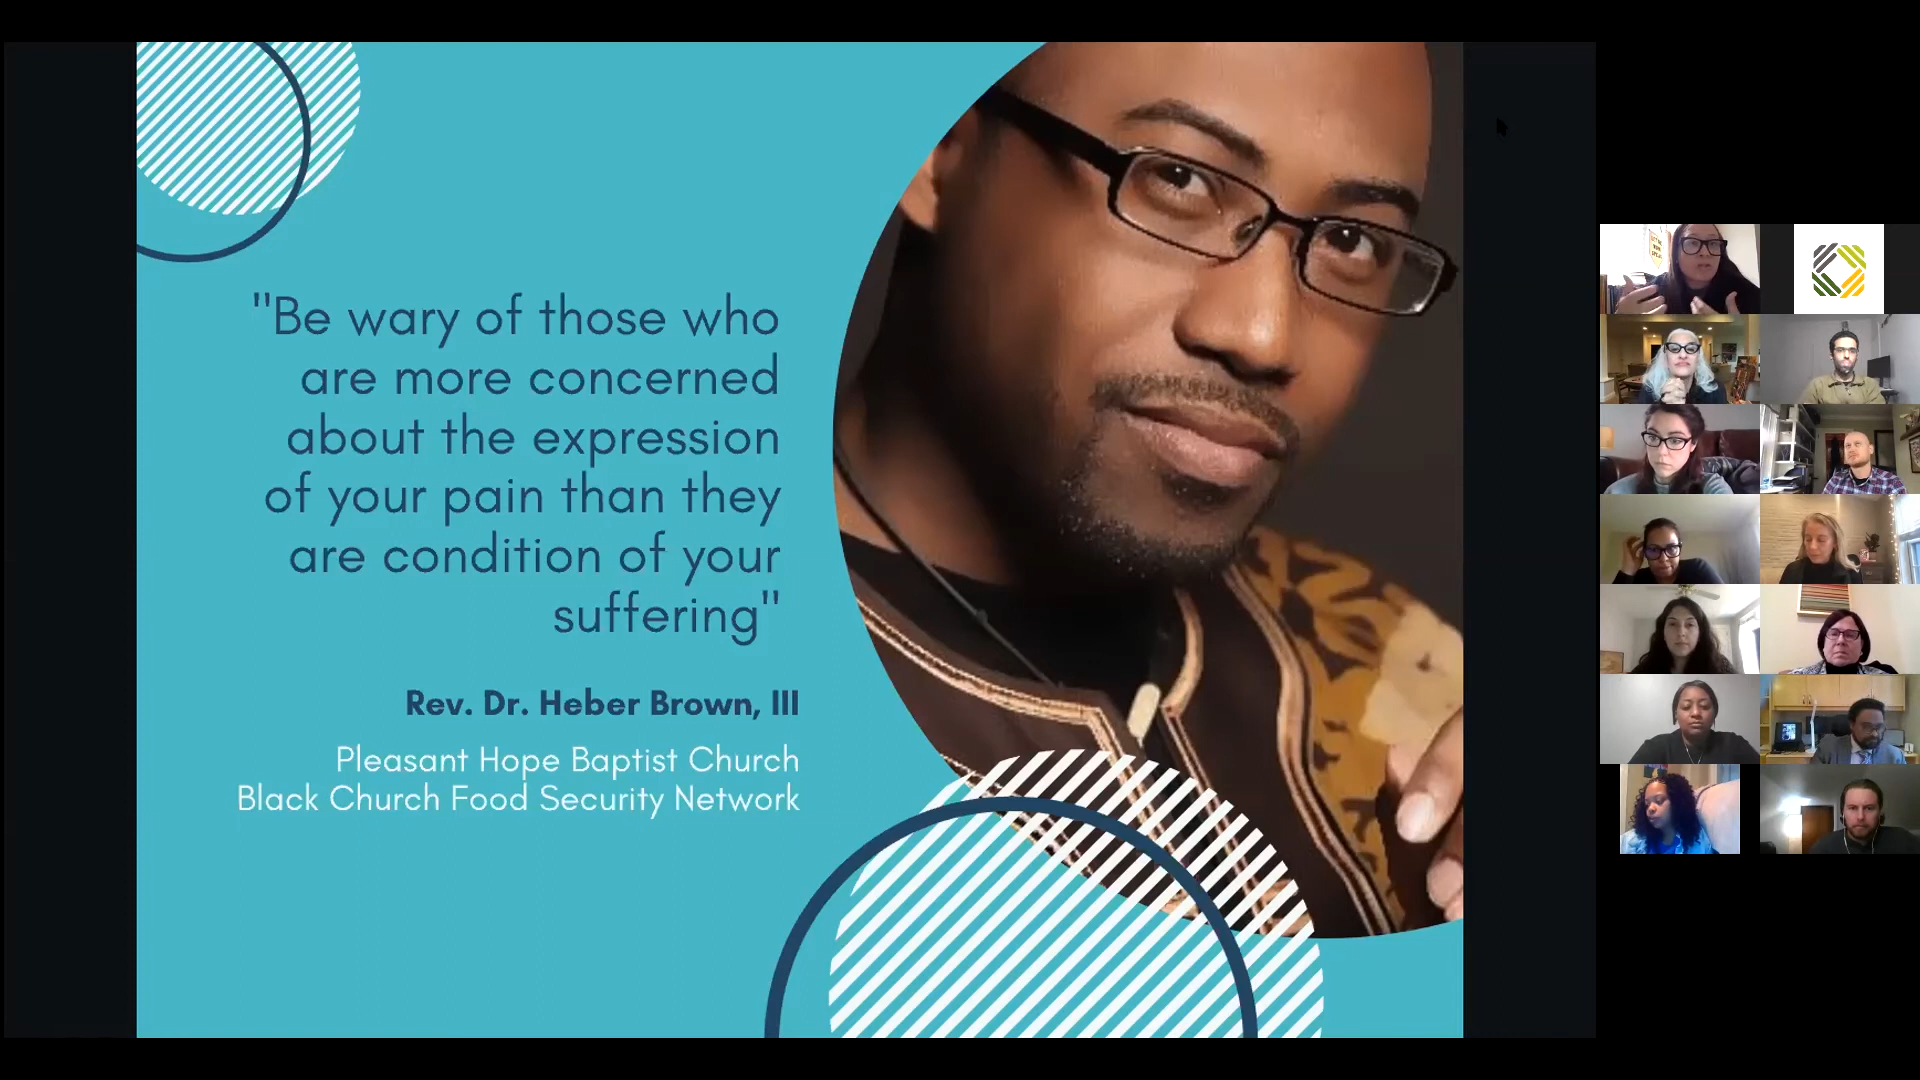 "Be wary of those who
are more concerned
about the expression
of your pain than they
are condition of your
suffering"
Rev. Dr. Heber Brown, III
Pleasant Hope Baptist Church
Black Church Food Security Network